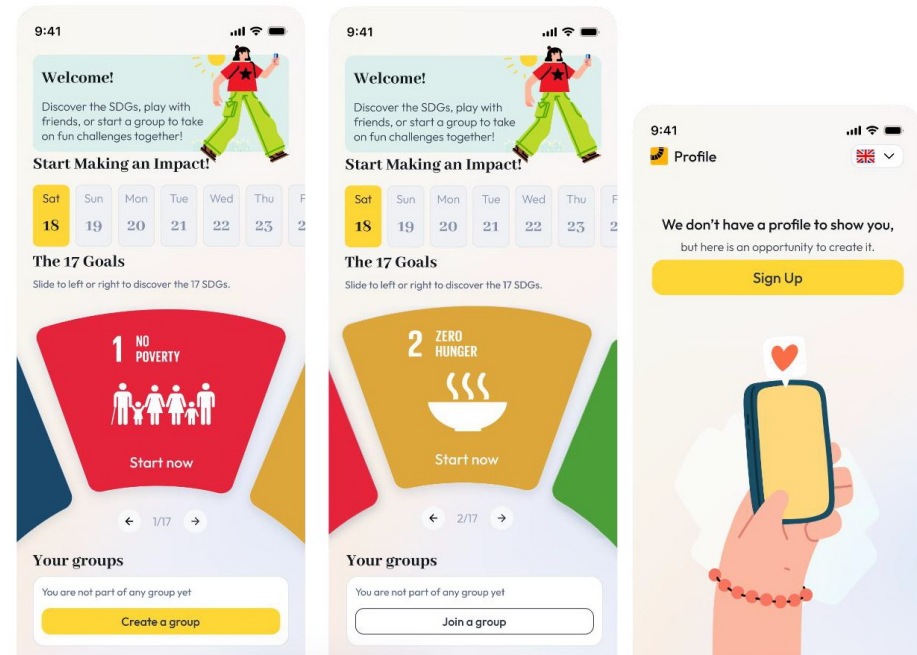 9:41
Welcome!
Discover the SDGs, play with
friends, or start a group to take
on fun challenges together!
Start Making an Impact!
Sat Sun Mon Tue Wed Thu F
18 19 20 21 22 23 2
The 17 Goals
Slide to left or right to discover the 17 SDGs.
1 NO
POVERTY
Start now
← 1/17 →
Your groups
You are not part of any group yet
Create a group
9:41
Welcome!
Discover the SDGs, play with
friends, or start a group to take
on fun challenges together!
Start Making an Impact!
Sat Sun Mon Tue Wed Thu F
18 19 20 21 22 23 2
The 17 Goals
Slide to left or right to discover the 17 SDGs.
2 ZERO
HUNGER
Start now
← 2/17 →
Your groups
You are not part of any group yet
Join a group
9:41
Profile
We don't have a profile to show you,
but here is an opportunity to create it.
Sign Up